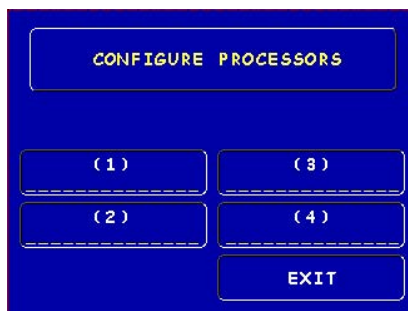 CONFIGURE PROCESSORS
(1)
(3)
(2)
(4)
EXIT